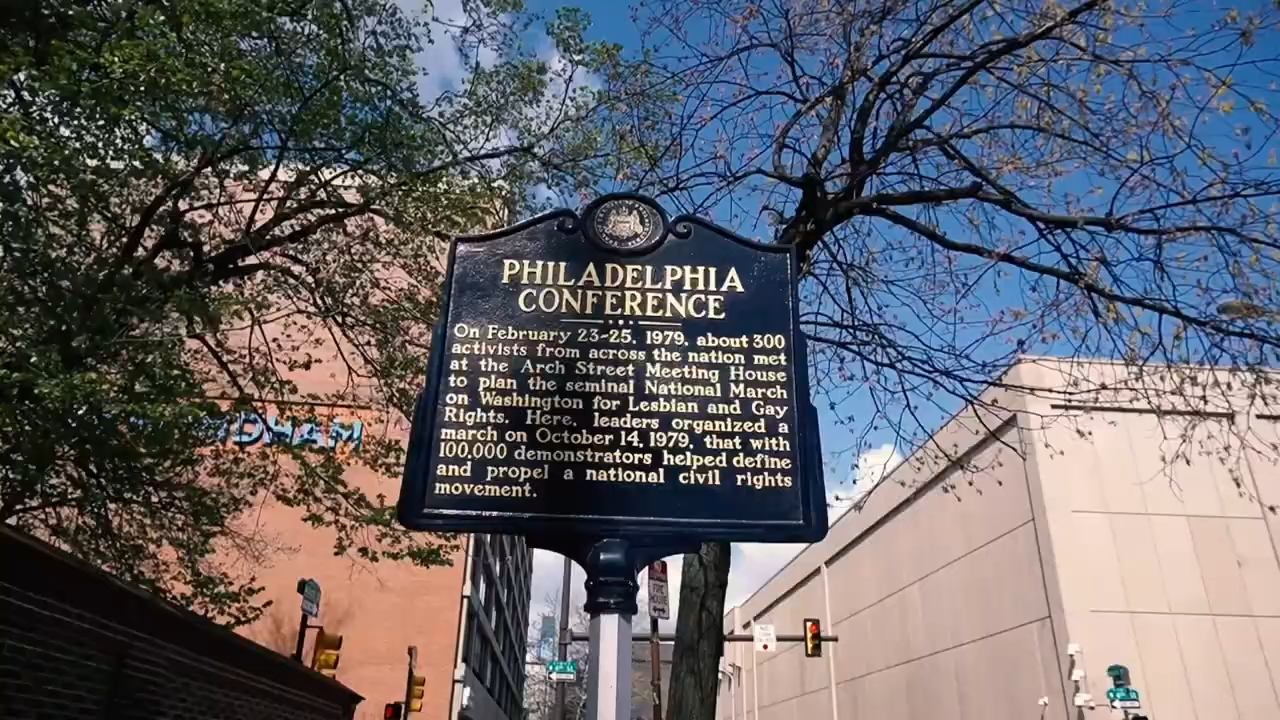 PHILADELPHIA
CONFERENCE
On February 23-25, 1979, about 300
activists from across the nation met
at the Arch Street Meeting House
to plan the seminal National March
on Washington for Lesbian and Gay
Rights. Here, leaders organized a
march on October 14, 1979, that with
100,000 demonstrators helped define
and propel a national civil rights
movement.